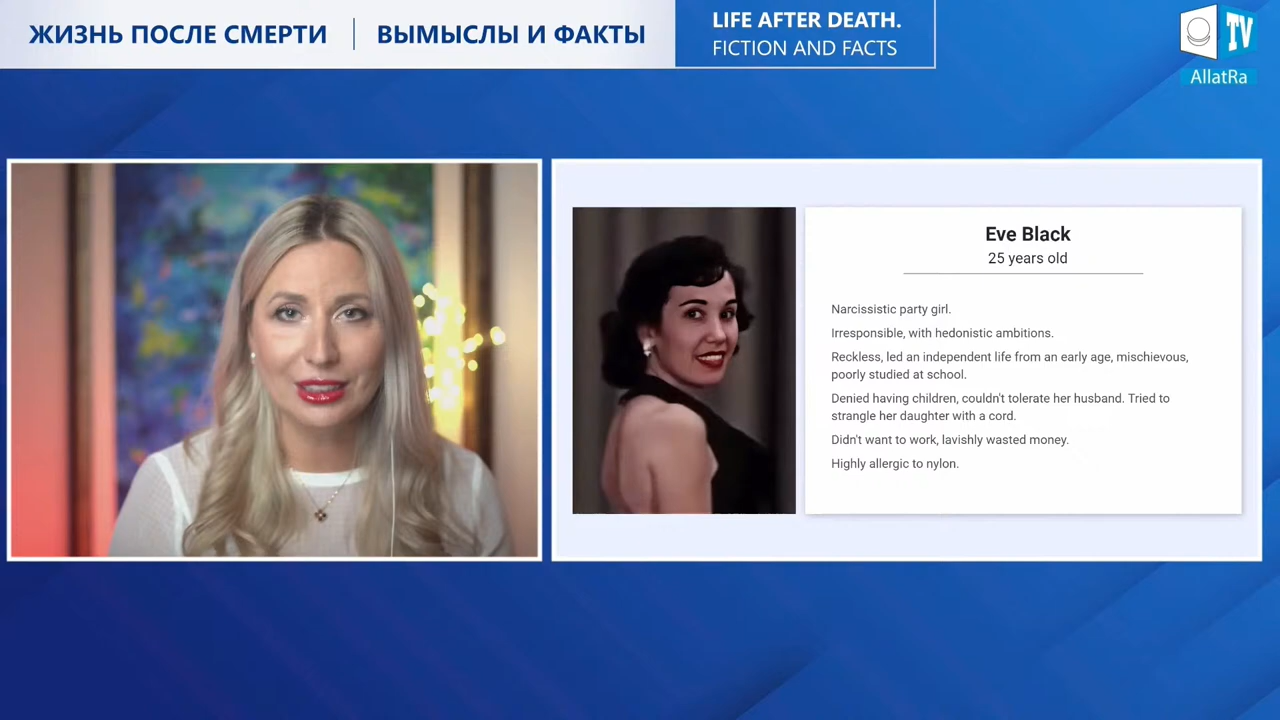 ЖИЗНЬ ПОСЛЕ СМЕРТИ
ВЫМЫСЛЫ И ФАКТЫ
LIFE AFTER DEATH.
FICTION AND FACTS
TV
AllatRa
Eve Black
25 years old
Narcissistic party girl.
Irresponsible, with hedonistic ambitions.
Reckless, led an independent life from an early age, mischievous,
poorly studied at school.
Denied having children, couldn't tolerate her husband. Tried to
strangle her daughter with a cord.
Didn't want to work, lavishly wasted money.
Highly allergic to nylon.